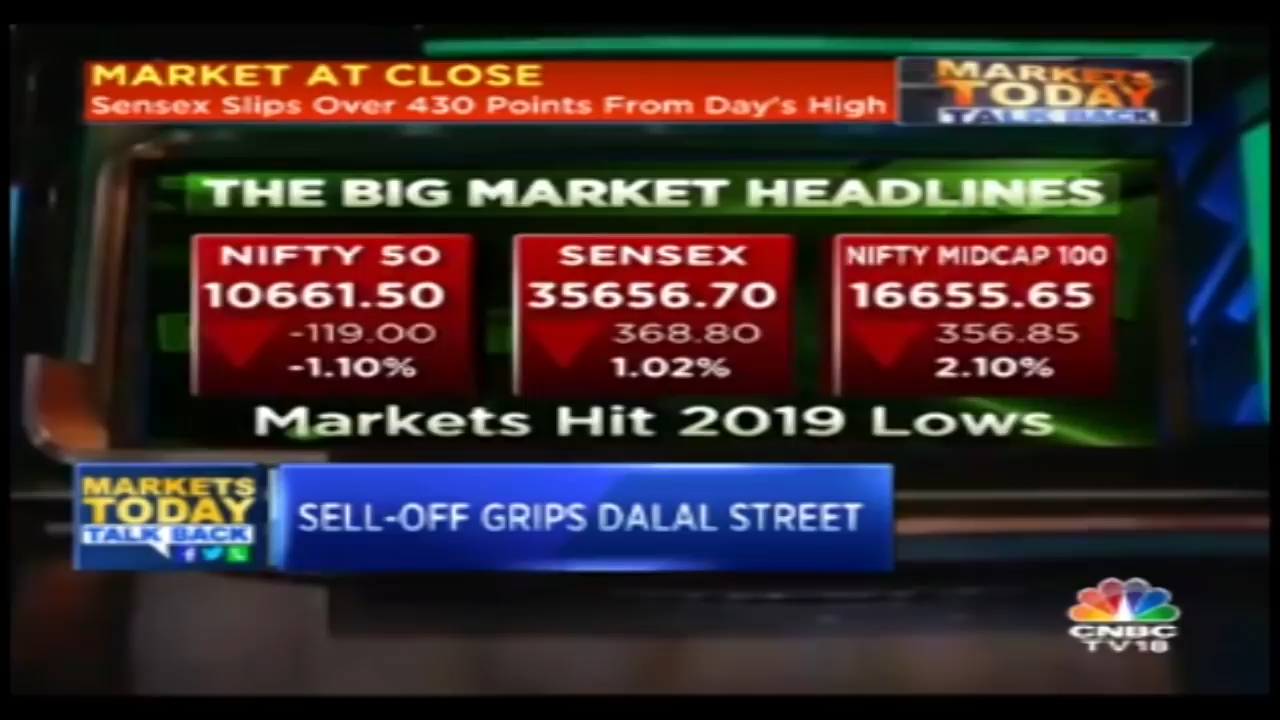 MARKET AT CLOSE
Sensex Slips Over 430 Points From Day's High
MARKETS
TODAY
TALK BACK
THE BIG MARKET HEADLINES
NIFTY 50
10661.50
-119.00
-1.10%
SENSEX
35656.70
368.80
1.02%
NIFTY MIDCAP 100
16655.65
356.85
2.10%
Markets Hit 2019 Lows
MARKETS
TODAY
TALK BACK
SELL-OFF GRIPS DALAL STREET
CNBC
TV18